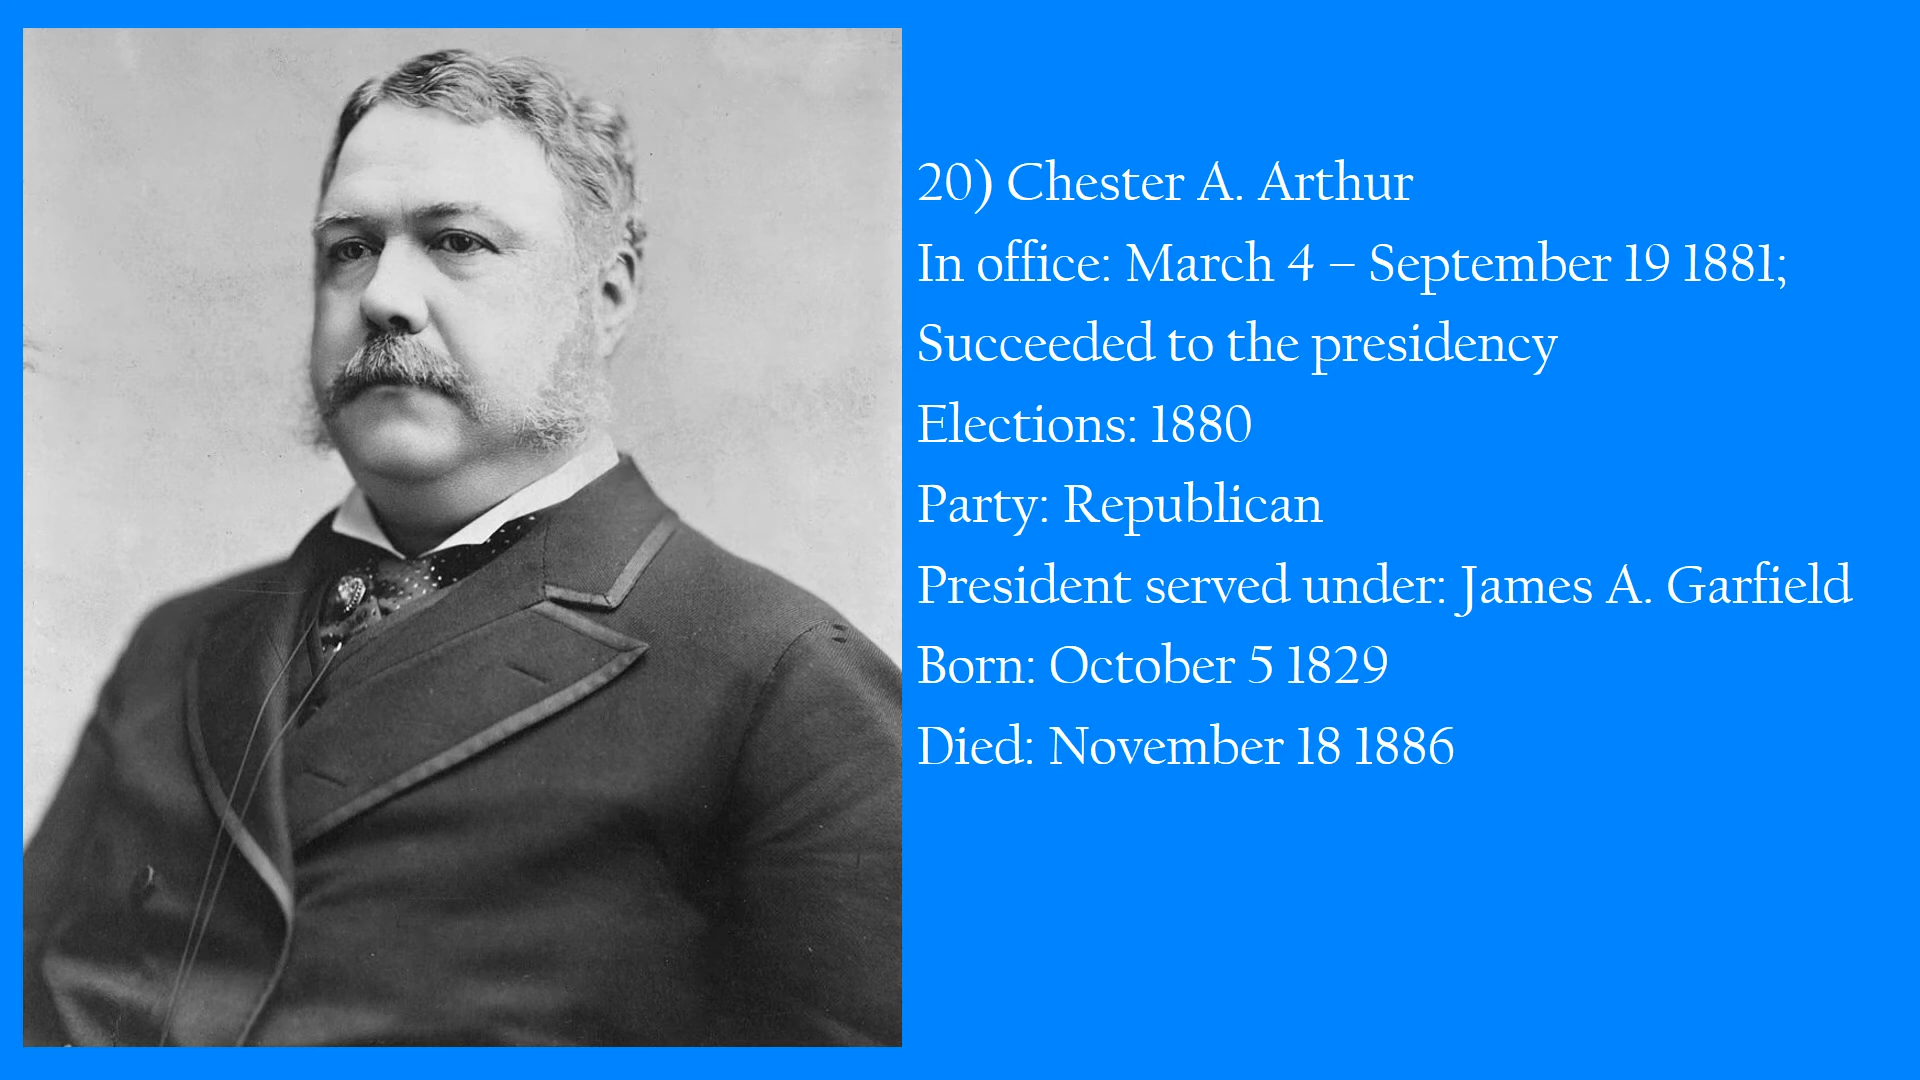 20) Chester A. Arthur
In office: March 4 – September 19 1881;
Succeeded to the presidency
Elections: 1880
Party: Republican
President served under: James A. Garfield
Born: October 5 1829
Died: November 18 1886